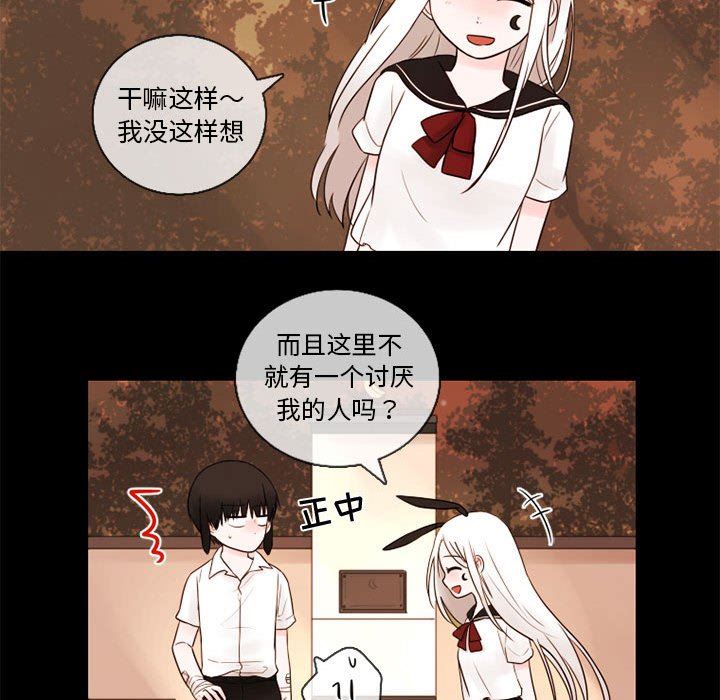 干嘛这样～
我没这样想
而且这里不
就有一个讨厌
我的人吗？
正中